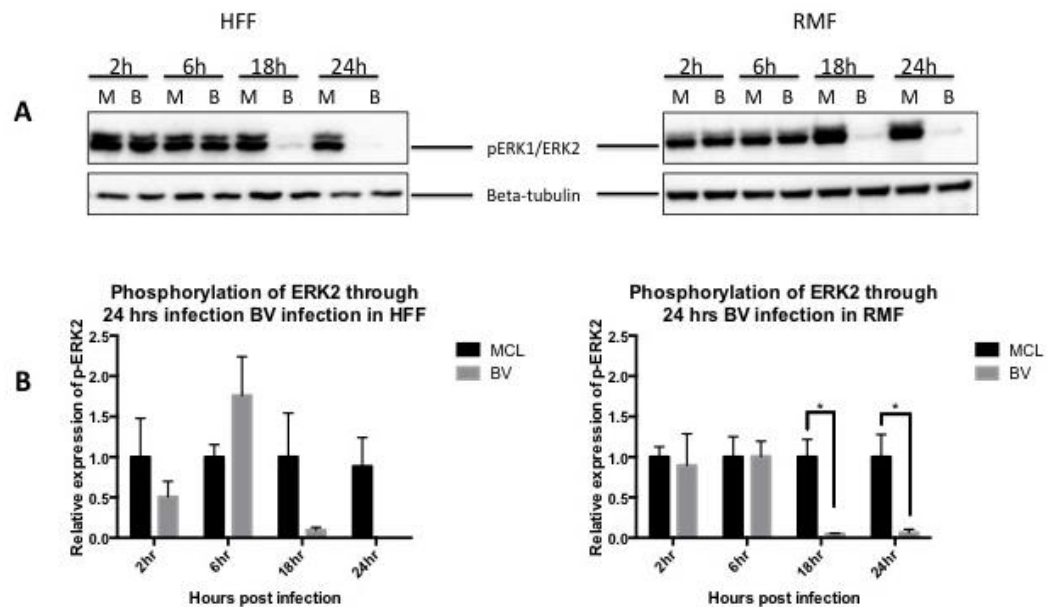 HFF
RMF
A
2h 6h 18h 24h
M B M B M B M B
2h 6h 18h 24h
M B M B M B M B
pERK1/ERK2
Beta-tubulin
B
Phosphorylation of ERK2 through
24 hrs infection BV infection in HFF
Relative expression of p-ERK2
2.5
2.0
1.5
1.0
0.5
0.0
2hr 6hr 18hr 24hr
Hours post infection
MCL
BV
Phosphorylation of ERK2 through
24 hrs BV infection in RMF
Relative expression of p-ERK2
2.5
2.0
1.5
1.0
0.5
0.0
* *
2hr 6hr 18hr 24hr
Hours post infection
MCL
BV